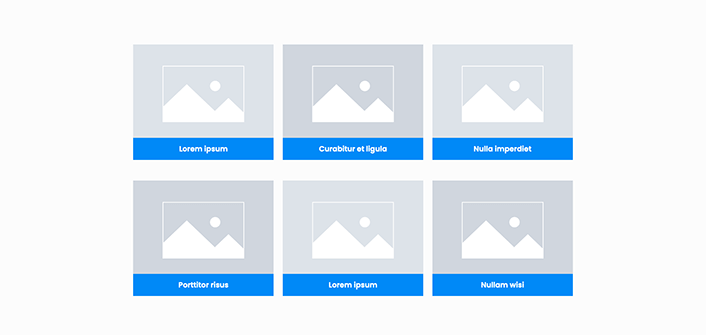 Lorem ipsum
Curabitur et ligula
Nulla imperdiet
Porttitor risus
Lorem ipsum
Nullam wisi